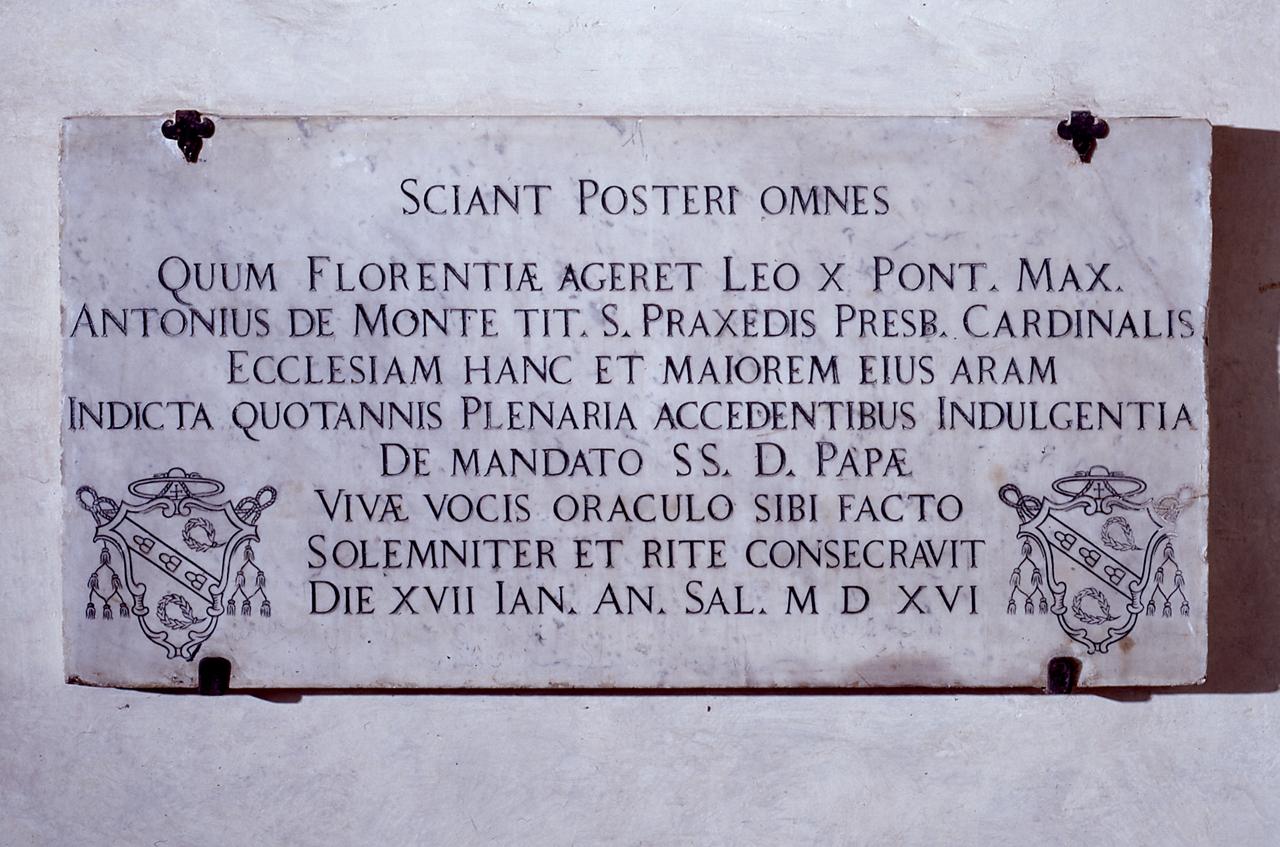 SCIANT POSTERI OMNES
QUUM FLORENTIÆ AGERET LEO X PONT. MAX.
ANTONIUS DE MONTE TIT. S. PRAXEDIS PRESB. CARDINALIS
ECCLESIAM HANC ET MAIOREM EIUS ARAM
INDICTA QUOTANNIS PLENARIA ACCEDENTIBUS INDULGENTIA
DE MANDATO SS. D. PAPÆ
VIVÆ VOCIS ORACULO SIBI FACTO
SOLEMNITER ET RITE CONSECRAVIT
DIE XVII IAN. AN. SAL. M D XVI